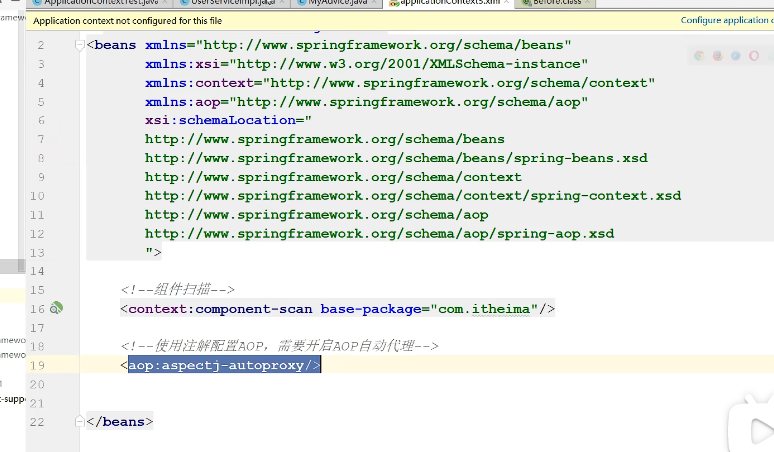 ApplicationContextTest.java
UserServiceImpl.java
MyAdvice.java
applicationContext5.xml
Before.class
Application context not configured for this file
Configure application c
2 <beans xmlns="http://www.springframework.org/schema/beans"
3 xmlns:xsi="http://www.w3.org/2001/XMLSchema-instance"
4 xmlns:context="http://www.springframework.org/schema/context"
5 xmlns:aop="http://www.springframework.org/schema/aop"
6 xsi:schemaLocation="
7 http://www.springframework.org/schema/beans
8 http://www.springframework.org/schema/beans/spring-beans.xsd
9 http://www.springframework.org/schema/context
10 http://www.springframework.org/schema/context/spring-context.xsd
11 http://www.springframework.org/schema/aop
12 http://www.springframework.org/schema/aop/spring-aop.xsd
13 ">
14
15 <!--组件扫描-->
16 <context:component-scan base-package="com.itheima"/>
17
18 <!--使用注解配置AOP，需要开启AOP自动代理-->
19 <aop:aspectj-autoproxy/>
20
21
22 </beans>